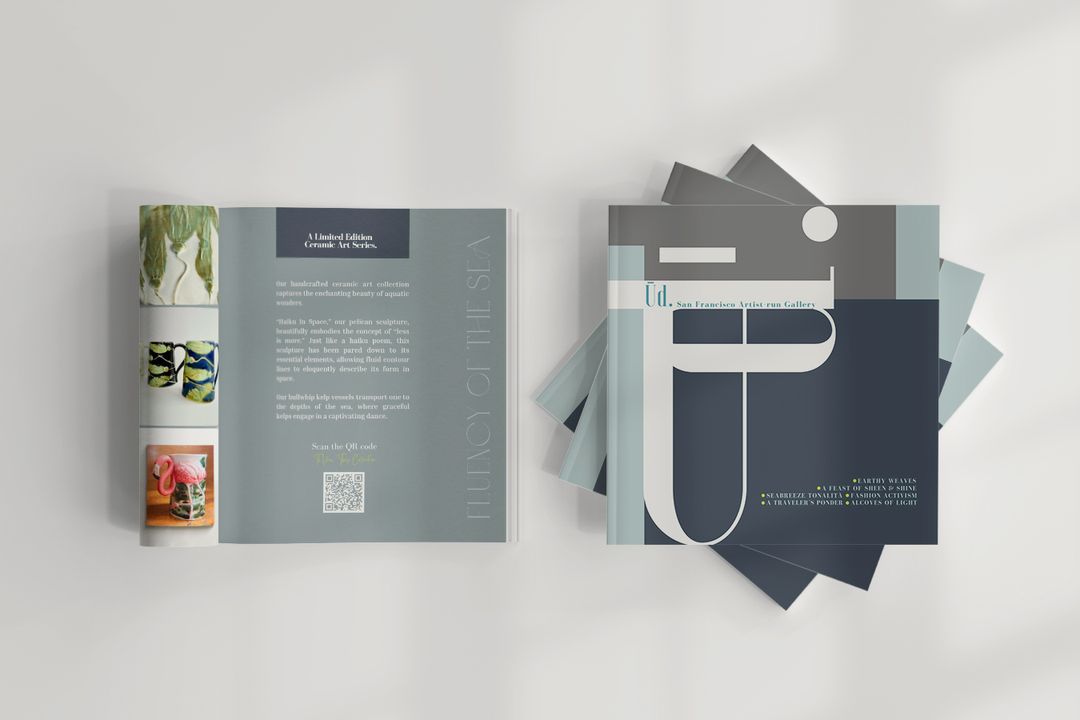 A Limited Edition
Ceramic Art Series.
Our handcrafted ceramic art collection
captures the enchanting beauty of aquatic
wonders.
"Haiku In Space," our pelican sculpture,
beautifully embodies the concept of "less
is more." Just like a haiku poem, this
sculpture has been pared down to its
essential elements, allowing fluid contour
lines to eloquently describe its form in
space.
Our bullwhip kelp vessels transport one to
the depths of the sea, where graceful
kelps engage in a captivating dance.
Scan the QR code
FLUENCY OF THE SEA
Ūd. San Francisco Artist-run Gallery
EARTHY WEAVES
A FEAST OF SHEEN & SHINE
SEABREEZE TONALITA FASHION ACTIVISM
A TRAVELER'S PONDER ALCOVES OF LIGHT